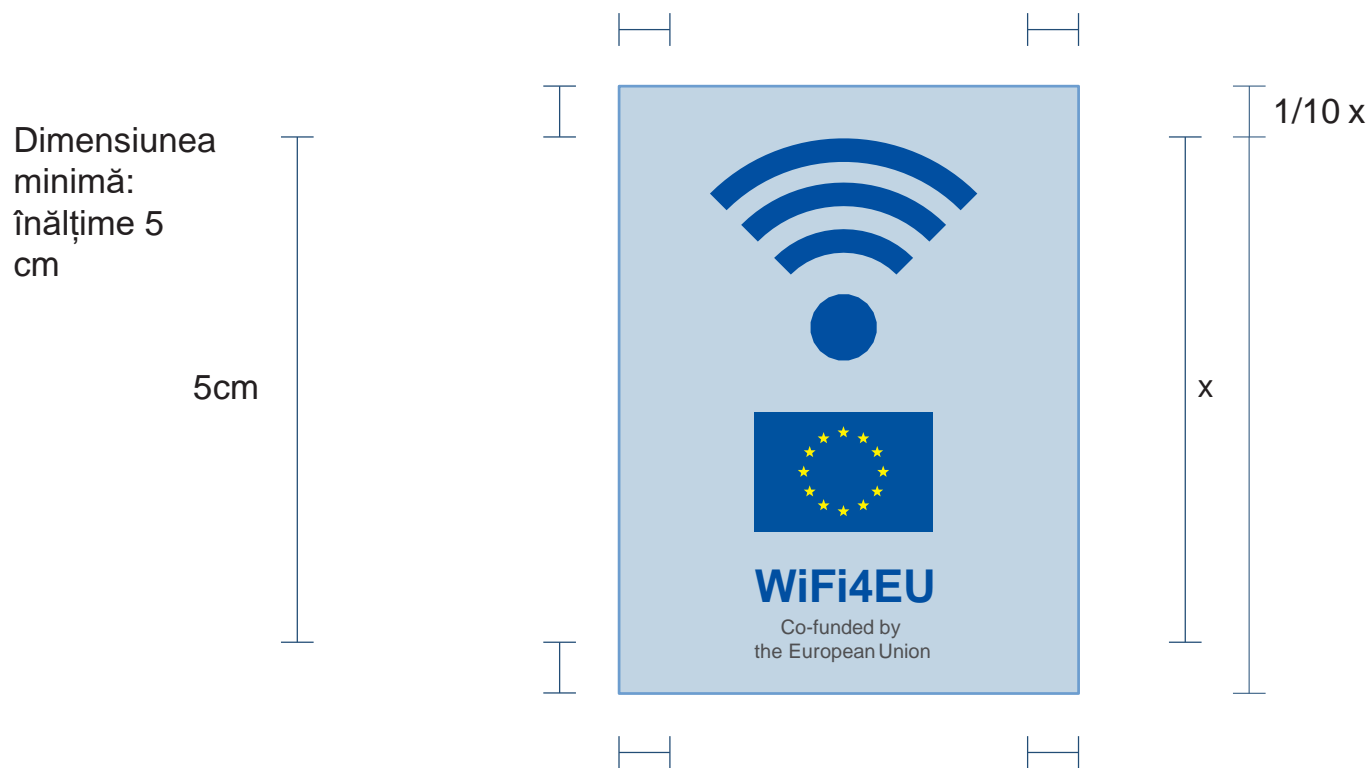 1/10 x
Dimensiunea
minimă:
înălțime 5
cm
5cm
x
WiFi4EU
Co-funded by
the European Union